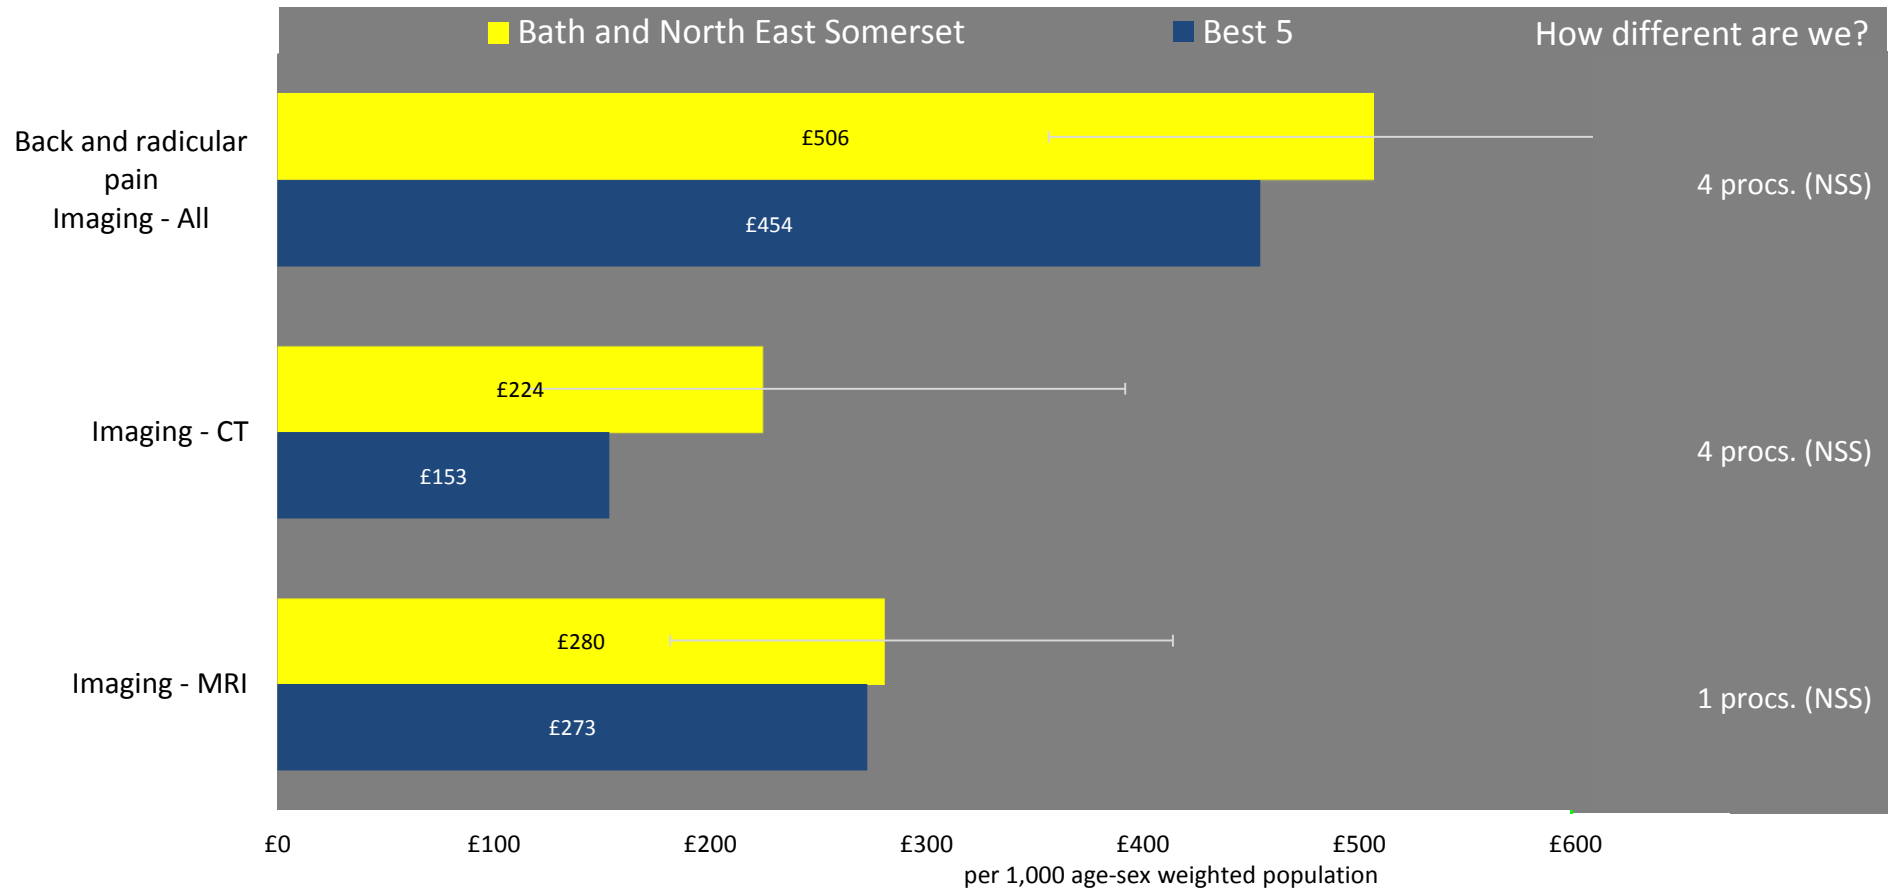 Bath and North East Somerset
Best 5
How different are we?
Back and radicular
pain
Imaging - All
£506
£454
4 procs. (NSS)
Imaging - CT
£224
£153
4 procs. (NSS)
Imaging - MRI
£280
£273
1 procs. (NSS)
£0 £100 £200 £300 £400 £500 £600
per 1,000 age-sex weighted population